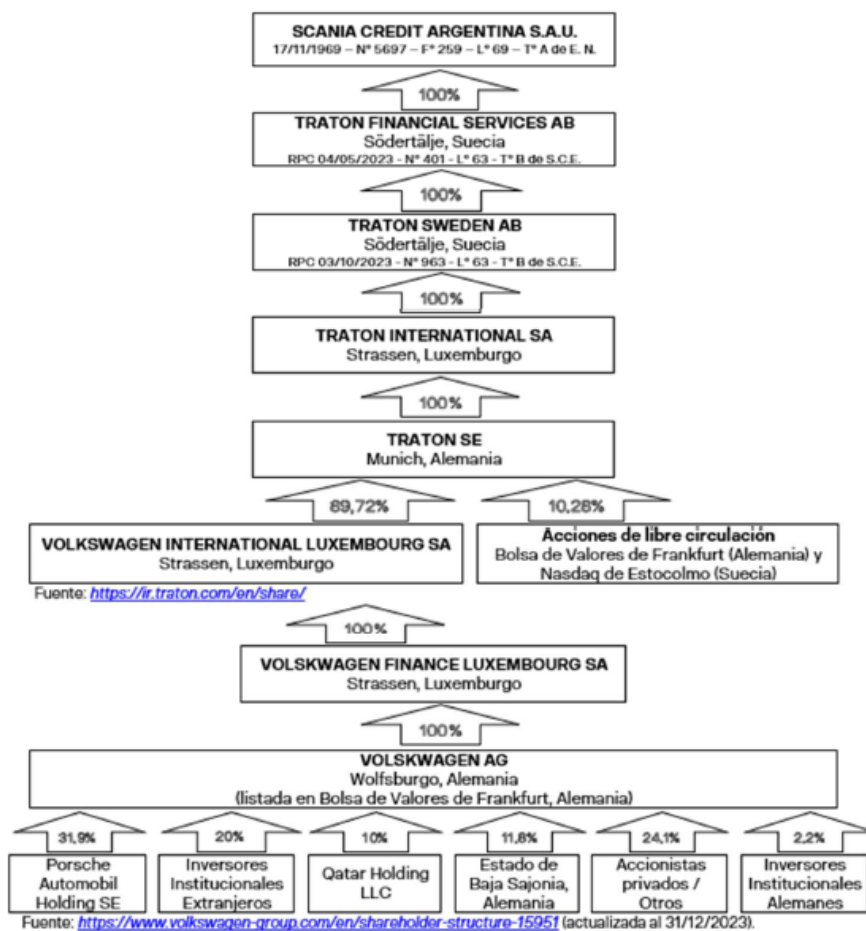 SCANIA CREDIT ARGENTINA S.A.U.
17/11/1969 – N° 5697 – F° 259 – L° 69 – T° A de E. N.
100%
TRATON FINANCIAL SERVICES AB
Södertälje, Suecia
RPC 04/05/2023 - N° 401 - L° 63 - T° B de S.C.E.
100%
TRATON SWEDEN AB
Södertälje, Suecia
RPC 03/10/2023 - N° 963 - L° 63 - T° B de S.C.E.
100%
TRATON INTERNATIONAL SA
Strassen, Luxemburgo
100%
TRATON SE
Munich, Alemania
89,72%
10,28%
VOLKSWAGEN INTERNATIONAL LUXEMBOURG SA
Strassen, Luxemburgo
Acciones de libre circulación
Bolsa de Valores de Frankfurt (Alemania) y
Nasdaq de Estocolmo (Suecia)
Fuente: https://ir.traton.com/en/share/
100%
VOLSKWAGEN FINANCE LUXEMBOURG SA
Strassen, Luxemburgo
100%
VOLSKWAGEN AG
Wolfsburgo, Alemania
(listada en Bolsa de Valores de Frankfurt, Alemania)
31,9%
20%
10%
11,8%
24,1%
2,2%
Porsche
Automobil
Holding SE
Inversores
Institucionales
Extranjeros
Qatar Holding
LLC
Estado de
Baja Sajonia,
Alemania
Accionistas
privados /
Otros
Inversores
Institucionales
Alemanes
Fuente: https://www.volkswagen-group.com/en/shareholder-structure-15951 (actualizada al 31/12/2023).